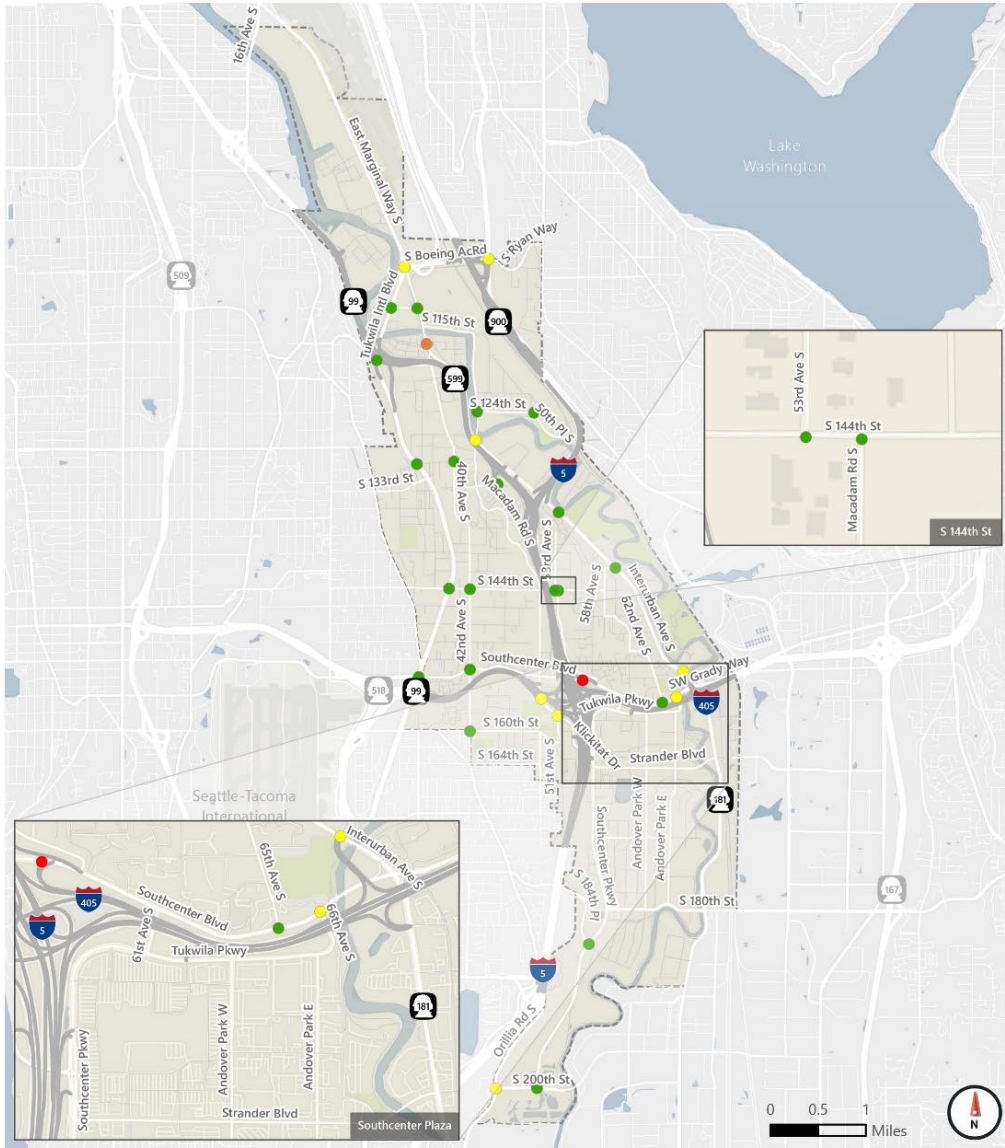 16th Ave S
East Marginal Way S
Lake
Washington
509
S Boeing AcRd
S Ryan Way
99
Tukwila Intl Blvd
S 115th St
900
599
S 124th St
50th Pl S
5
S 133rd St
40th Ave S
Macadam Rd S
53rd Ave S
S 144th St
58th Ave S
62nd Ave S
Interurban Ave S
42nd Ave S
Southcenter Blvd
SW Grady Way
518
99
Tukwila Pkwy
405
S 160th St
Klickitat Dr
S 164th St
51st Ave S
Strander Blvd
181
Seattle-Tacoma
International
Southcenter Pkwy
Andover Park W
Andover Park E
S 184th Pl
S 180th St
167
5
Orillia Rd S
S 200th St
53rd Ave S
S 144th St
Macadam Rd S
S 144th St
Interurban Ave S
65th Ave S
405
5
Southcenter Blvd
61st Ave S
66th Ave S
Tukwila Pkwy
181
Southcenter Pkwy
Andover Park W
Andover Park E
Strander Blvd
Southcenter Plaza
0 0.5 1
Miles
N